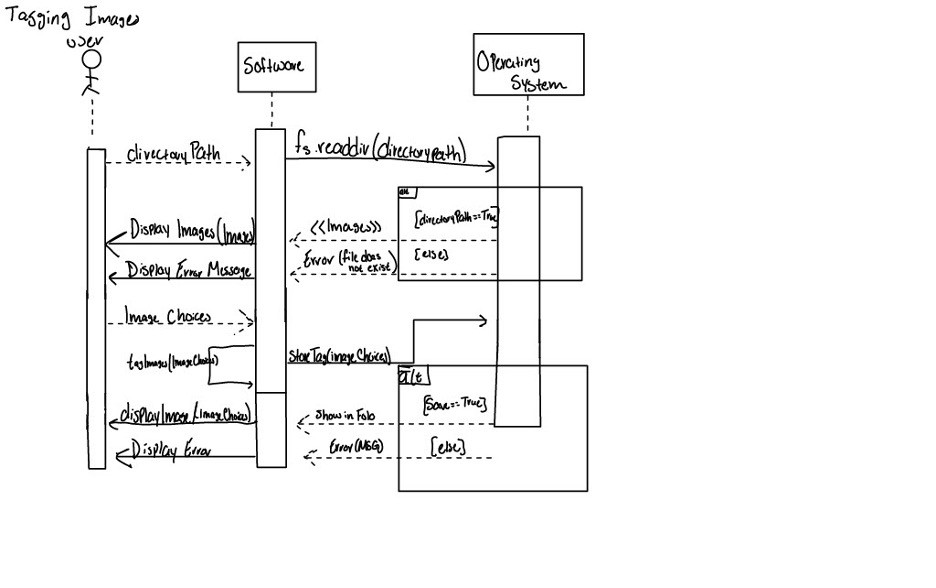 Tagging Images
user
Software
Operating
System
directoryPath
fs.readdir(directorypath)
alt
[directoryPath==True]
Display Images(Images)
<<Images>>
[else]
Error (file does
not exist)
Display Error Message
Image Choices
tagImages(ImageChoices)
storeTag(imageChoices)
alt
[Save==True]
displayImage(imageChoices)
Show in Folo
Error(MSG)
[else]
Display Error